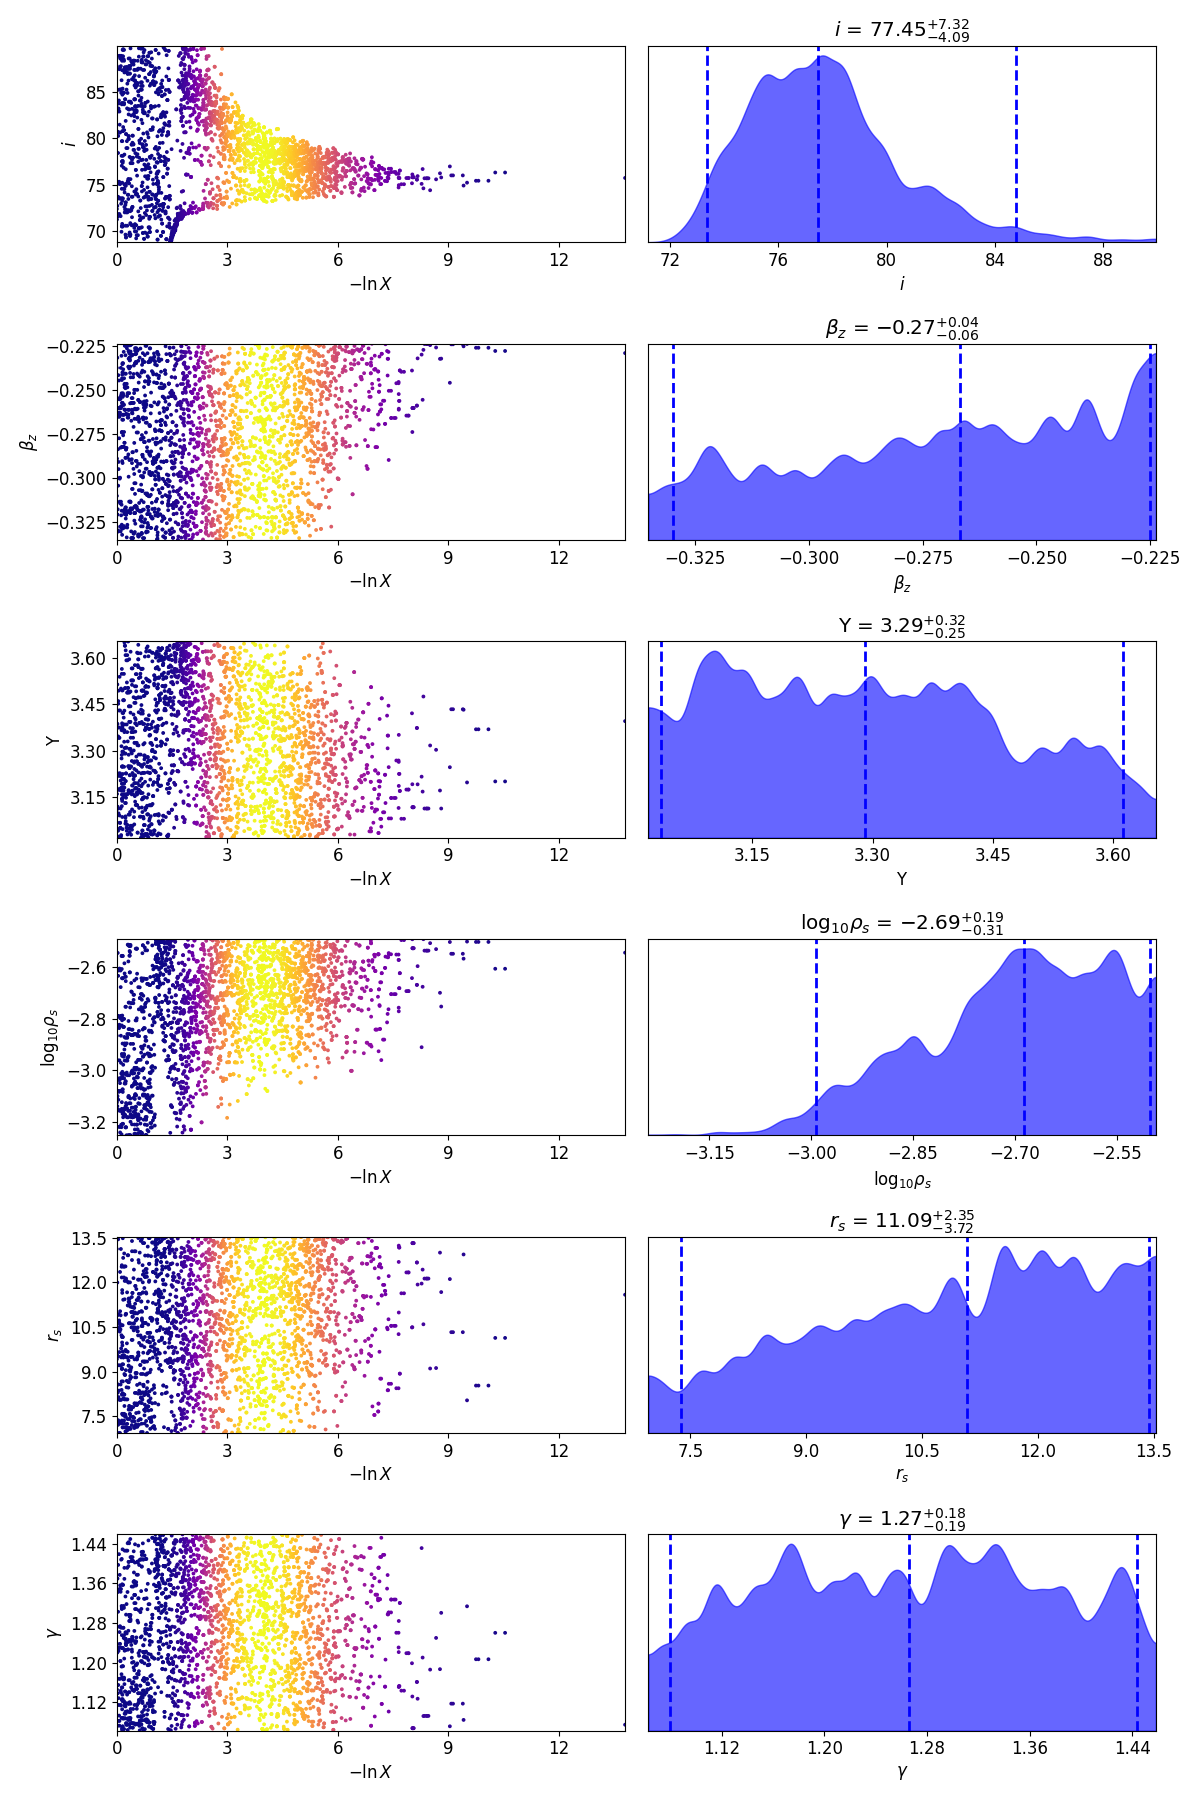 i = 77.45+7.32 −4.09
85
80
75
70
i
0 3 6 9 12
−ln X
72 76 80 84 88
i
βz = −0.27+0.04 −0.06
−0.225
−0.250
−0.275
−0.300
−0.325
βz
0 3 6 9 12
−ln X
−0.325 −0.300 −0.275 −0.250 −0.225
βz
Y = 3.29+0.32 −0.25
3.60
3.45
3.30
3.15
Y
0 3 6 9 12
−ln X
3.15 3.30 3.45 3.60
Y
log10ρs = −2.69+0.19 −0.31
−2.6
−2.8
−3.0
−3.2
log10ρs
0 3 6 9 12
−ln X
−3.15 −3.00 −2.85 −2.70 −2.55
log10ρs
rs = 11.09+2.35 −3.72
13.5
12.0
10.5
9.0
7.5
rs
0 3 6 9 12
−ln X
7.5 9.0 10.5 12.0 13.5
rs
γ = 1.27+0.18 −0.19
1.44
1.36
1.28
1.20
1.12
γ
0 3 6 9 12
−ln X
1.12 1.20 1.28 1.36 1.44
γ